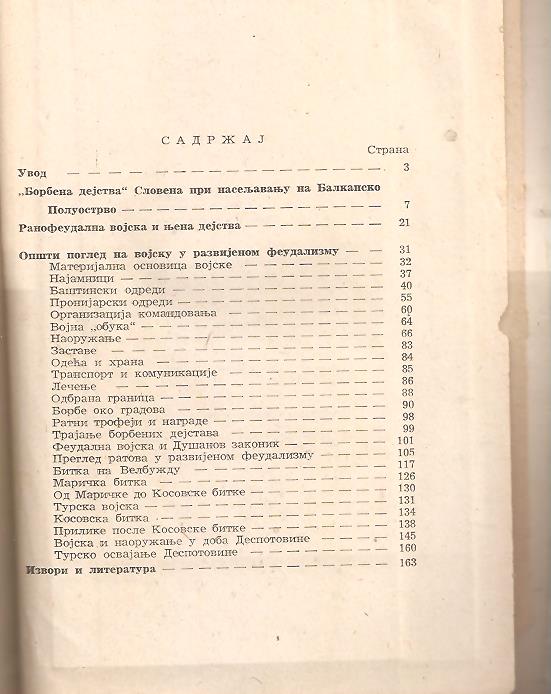 САДРЖАЈ
Страна
Увод — — — — — — — — — — — — — 3
„Борбена дејства“ Словена при насељавању на Балканско
Полуострво — — — — — — — — — — 7
Ранофеудална војска и њена дејства — — — — — — — 21
Општи поглед на војску у развијеном феудализму — — 31
Материјална основица војске — — — — — — — 32
Најамници — — — — — — — — — — — 37
Баштински одреди — — — — — — — — — 40
Пронијарски одреди — — — — — — — — — 55
Организација командовања — — — — — — — 60
Војна „обука“ — — — — — — — — — — 64
Наоружање — — — — — — — — — — — 66
Заставе — — — — — — — — — — — 83
Одећа и храна — — — — — — — — — — 84
Транспорт и комуникације — — — — — — — 85
Лечење — — — — — — — — — — — 86
Одбрана граница — — — — — — — — — 88
Борбе око градова — — — — — — — — — 90
Ратни трофеји и награде — — — — — — — — 98
Трајање борбених дејстава — — — — — — — 99
Феудална војска и Душанов законик — — — — — 101
Преглед ратова у развијеном феудализму — — — — 105
Битка на Велбужду — — — — — — — — 117
Маричка битка — — — — — — — — — — 126
Од Маричке до Косовске битке — — — — — — 130
Турска војска — — — — — — — — — — 131
Косовска битка — — — — — — — — — — 134
Прилике после Косовске битке — — — — — — 138
Војска и наоружање у доба Деспотовине — — — — 145
Турско освајање Деспотовине — — — — — — 160
Извори и литература — — — — — — — — — — 163